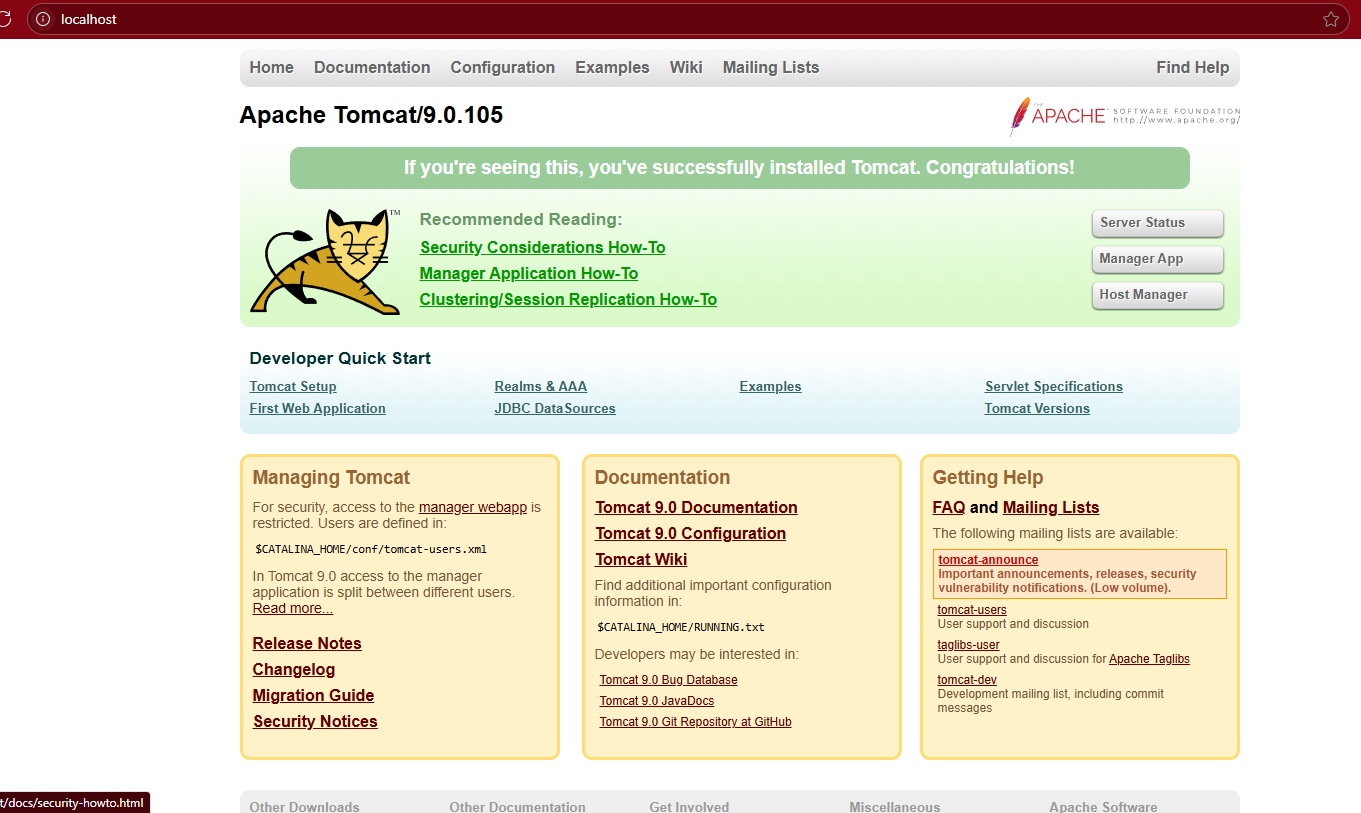 localhost
Home Documentation Configuration Examples Wiki Mailing Lists Find Help
Apache Tomcat/9.0.105
THE APACHE SOFTWARE FOUNDATION
http://www.apache.org/
If you're seeing this, you've successfully installed Tomcat. Congratulations!
TM
Recommended Reading:
Security Considerations How-To
Manager Application How-To
Clustering/Session Replication How-To
Server Status
Manager App
Host Manager
Developer Quick Start
Tomcat Setup
First Web Application
Realms & AAA
JDBC DataSources
Examples
Servlet Specifications
Tomcat Versions
Managing Tomcat
For security, access to the manager webapp is
restricted. Users are defined in:
$CATALINA_HOME/conf/tomcat-users.xml
In Tomcat 9.0 access to the manager
application is split between different users.
Read more...
Release Notes
Changelog
Migration Guide
Security Notices
Documentation
Tomcat 9.0 Documentation
Tomcat 9.0 Configuration
Tomcat Wiki
Find additional important configuration
information in:
$CATALINA_HOME/RUNNING.txt
Developers may be interested in:
Tomcat 9.0 Bug Database
Tomcat 9.0 JavaDocs
Tomcat 9.0 Git Repository at GitHub
Getting Help
FAQ and Mailing Lists
The following mailing lists are available:
tomcat-announce
Important announcements, releases, security
vulnerability notifications. (Low volume).
tomcat-users
User support and discussion
taglibs-user
User support and discussion for Apache Taglibs
tomcat-dev
Development mailing list, including commit
messages
t/docs/security-howto.html
Other Downloads Other Documentation Get Involved Miscellaneous Apache Software